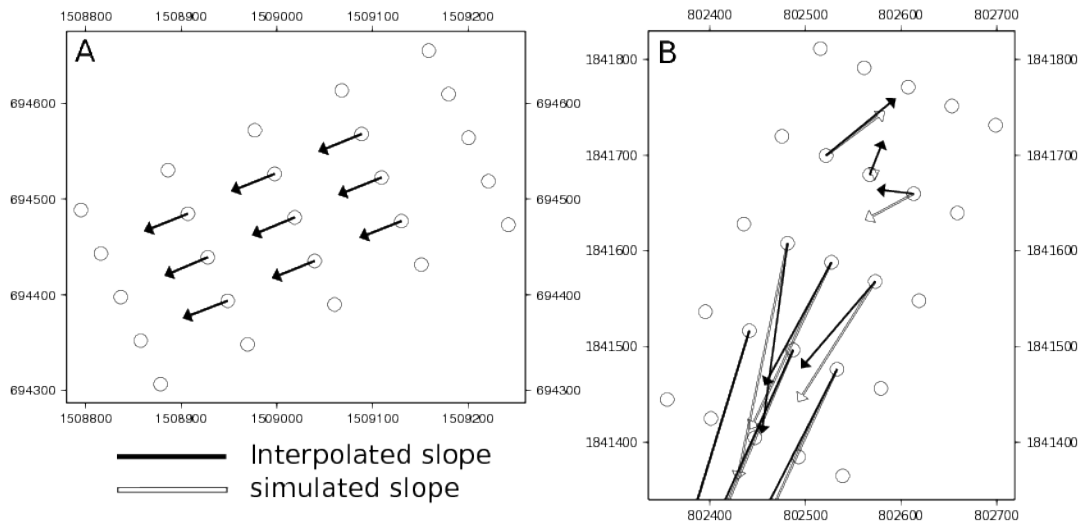 1508800 1508900 1509000 1509100 1509200
802400 802500 802600 802700
A
B
694600 694600
694500 694500
694400 694400
694300 694300
1841800 1841800
1841700 1841700
1841600 1841600
1841500 1841500
1841400 1841400
1508800 1508900 1509000 1509100 1509200
802400 802500 802600 802700
Interpolated slope
simulated slope